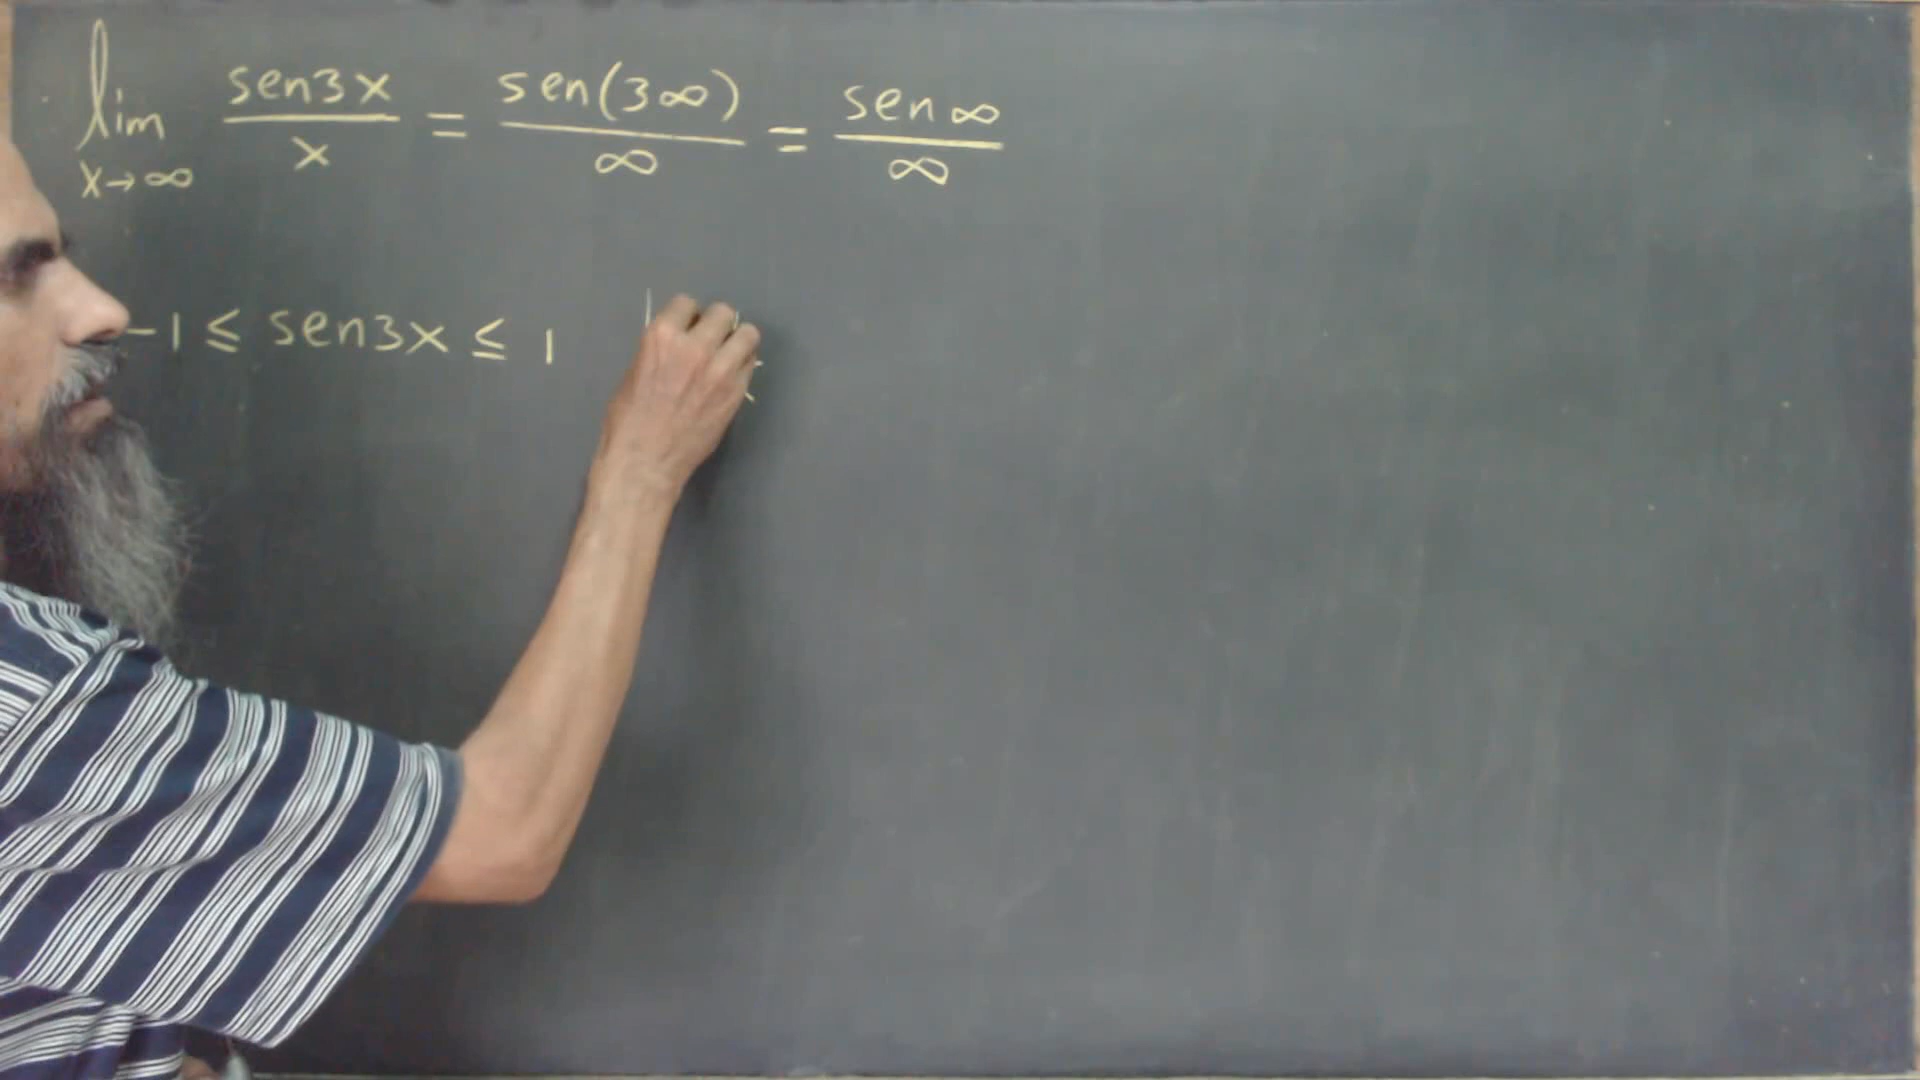 lim x→∞ sen3x / x = sen(3∞) / ∞ = sen∞ / ∞
-1 ≤ sen3x ≤ 1